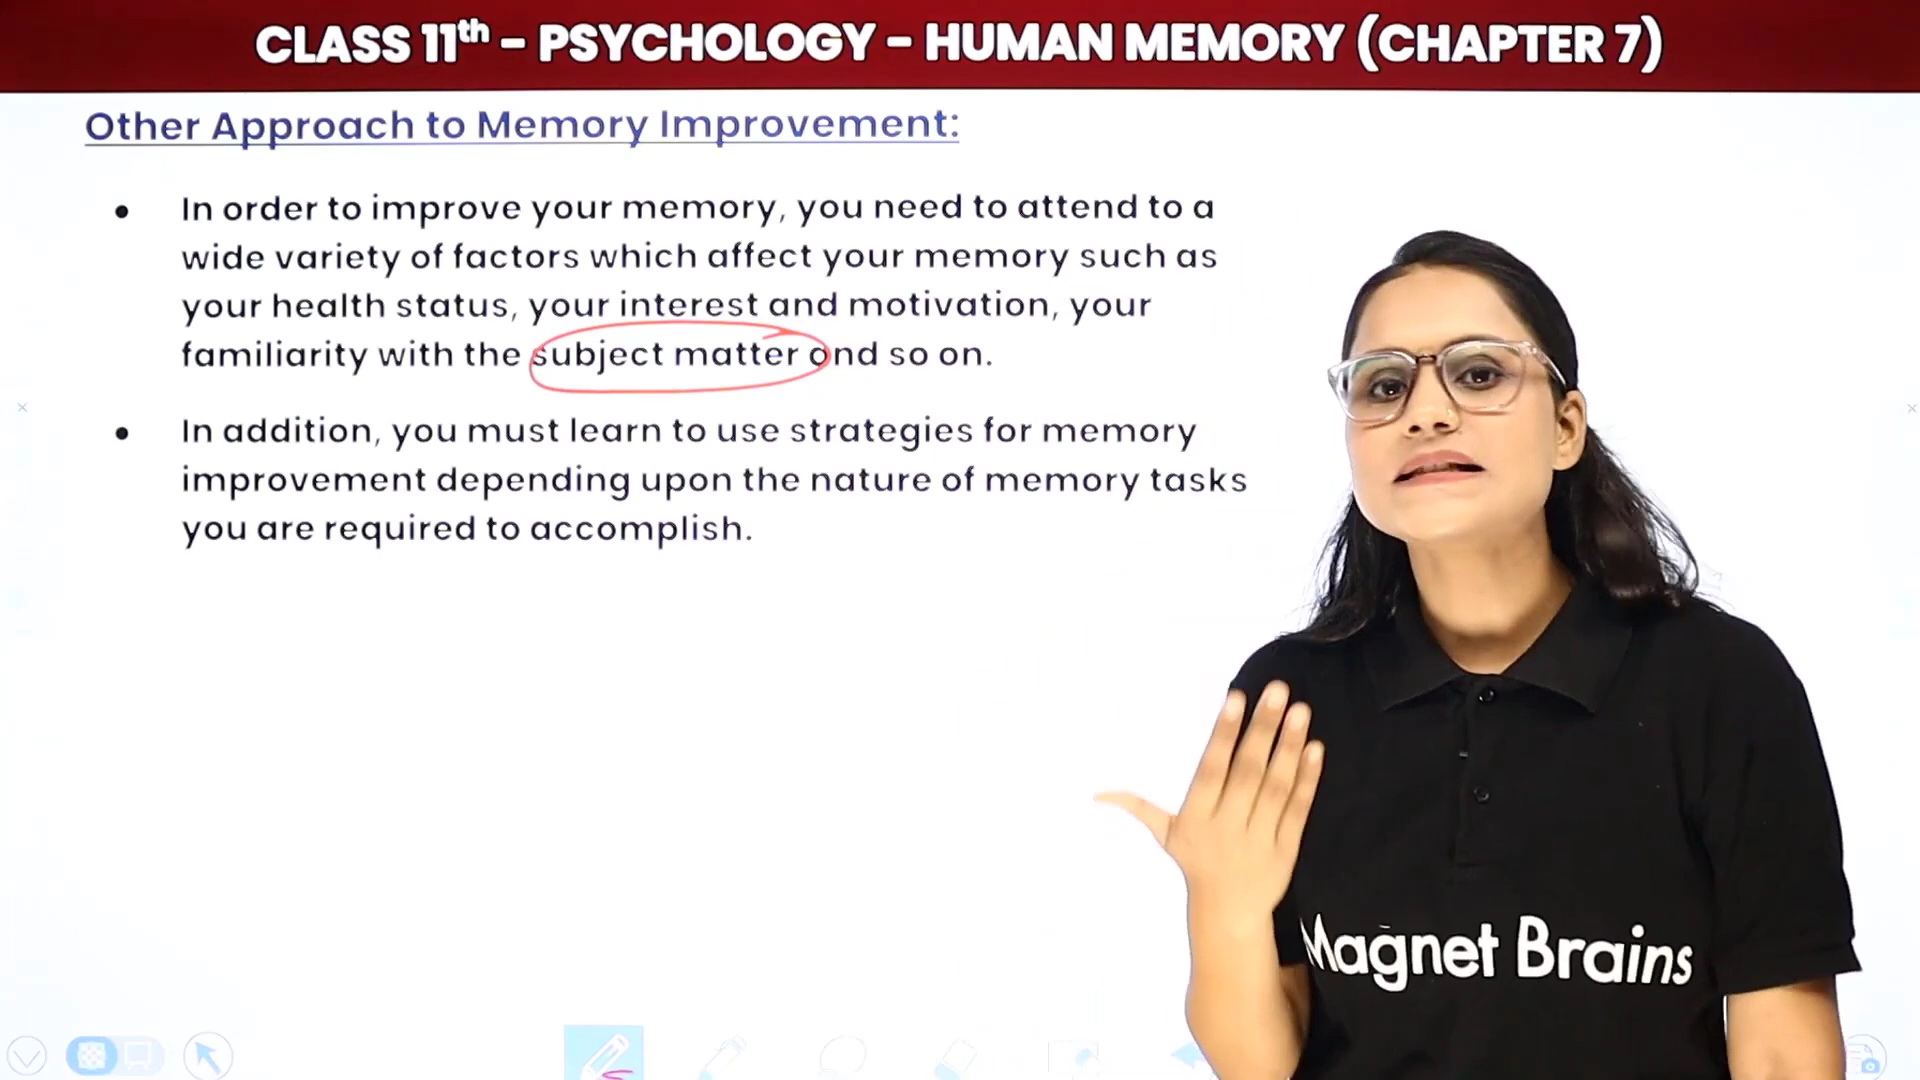 CLASS 11th – PSYCHOLOGY – HUMAN MEMORY (CHAPTER 7)
Other Approach to Memory Improvement:
• In order to improve your memory, you need to attend to a
wide variety of factors which affect your memory such as
your health status, your interest and motivation, your
familiarity with the subject matter and so on.
• In addition, you must learn to use strategies for memory
improvement depending upon the nature of memory tasks
you are required to accomplish.
Magnet Brains